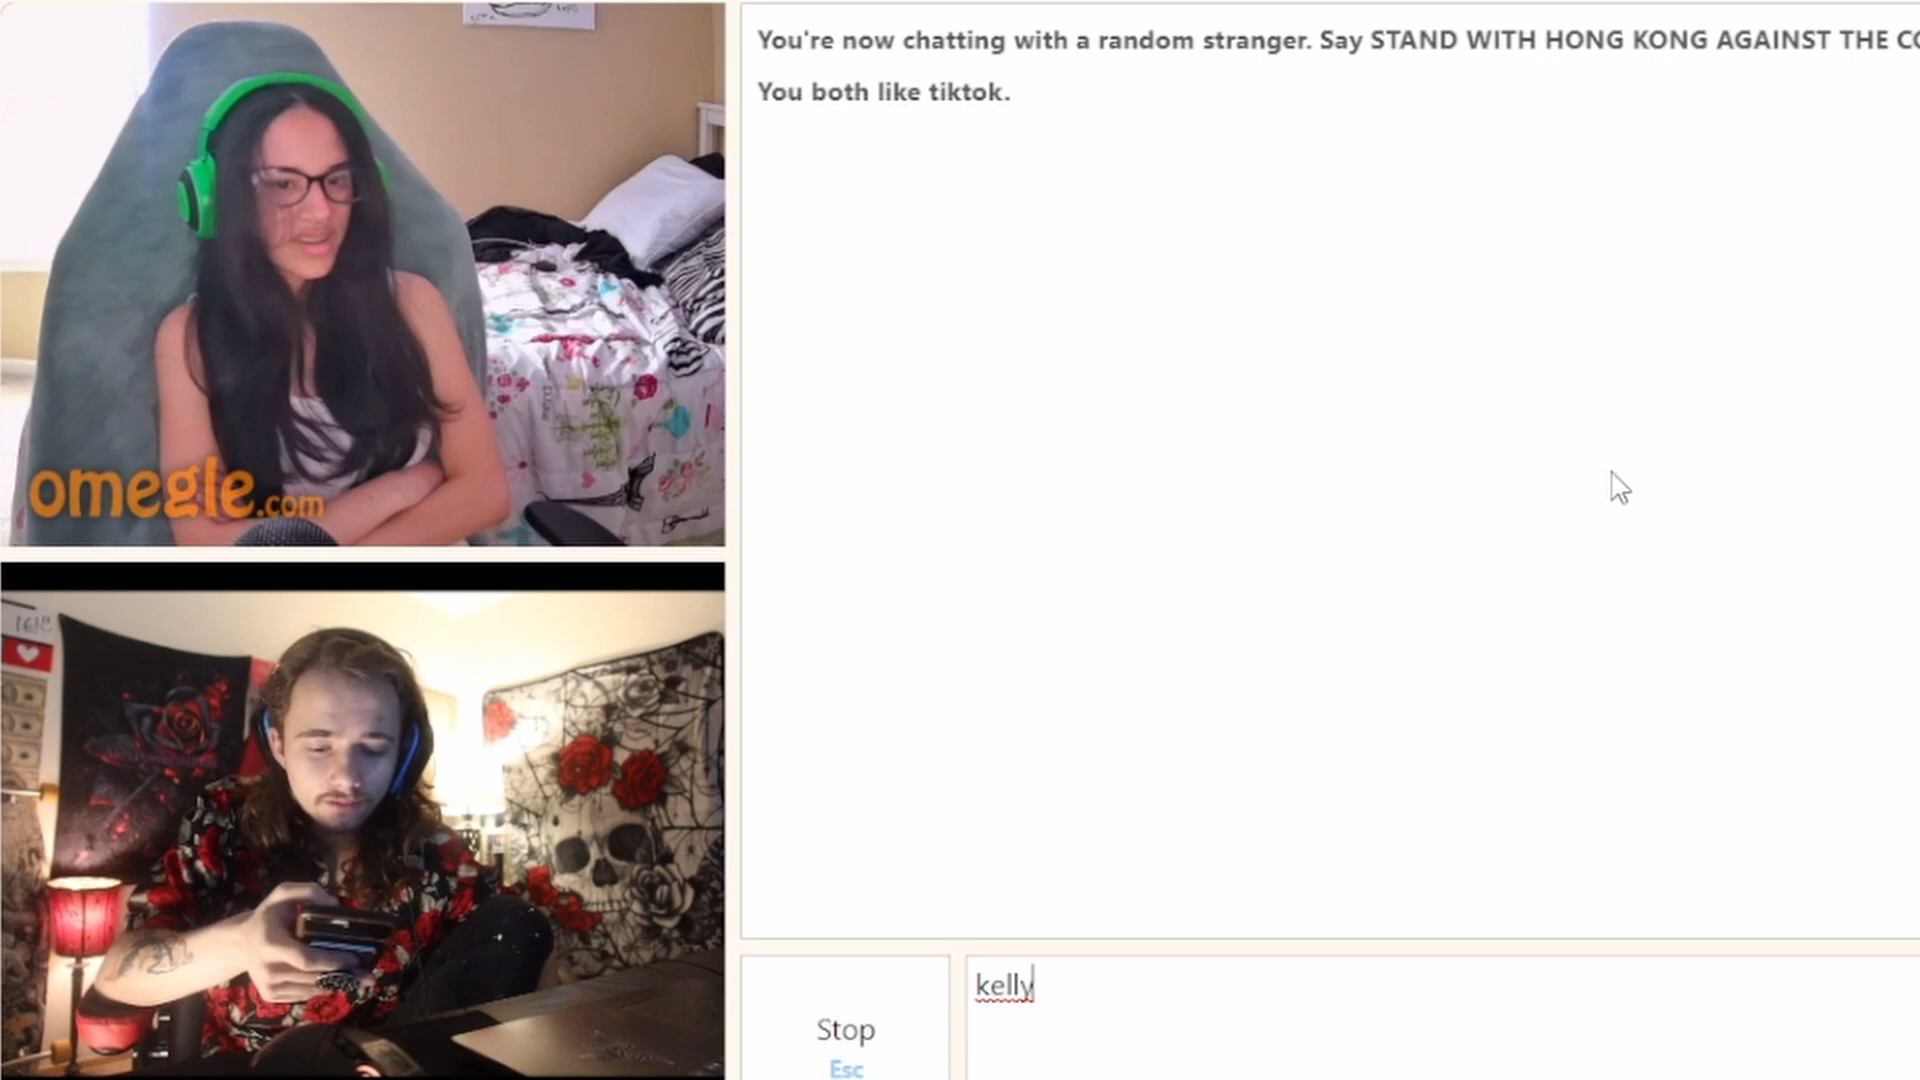 You're now chatting with a random stranger. Say STAND WITH HONG KONG AGAINST THE
You both like tiktok.
omegle.com
kelly
Stop
Esc